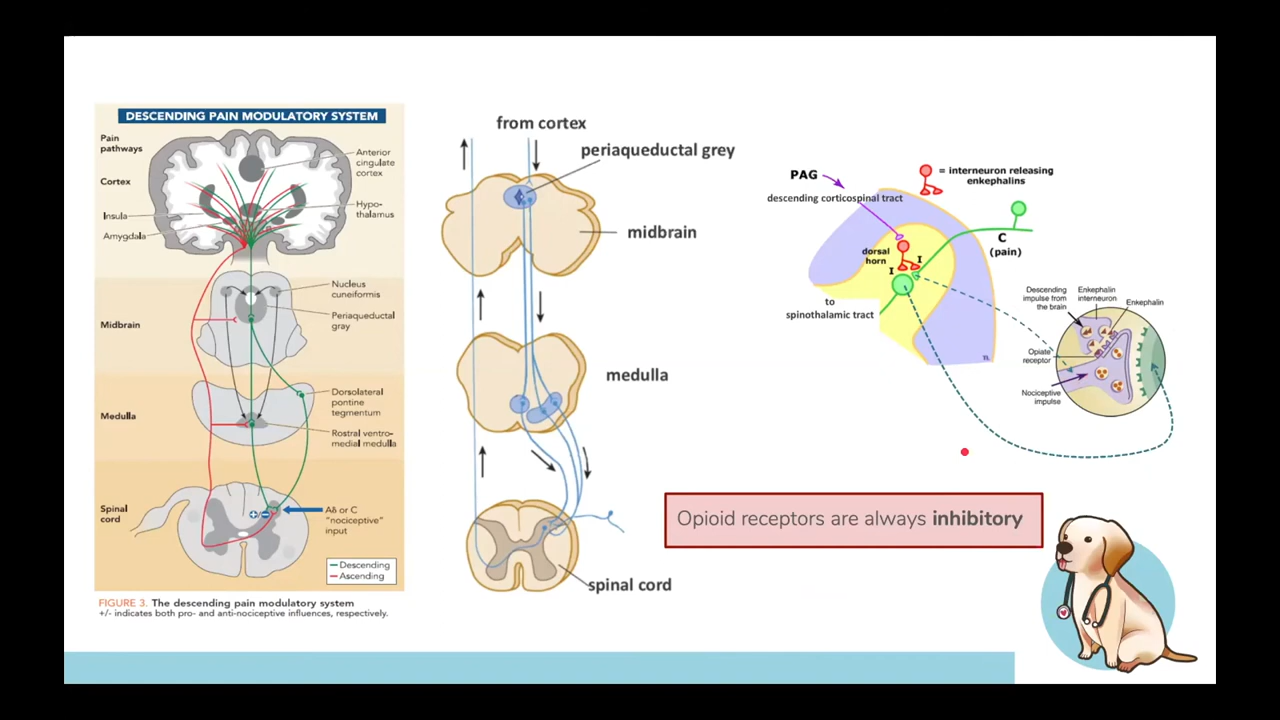 DESCENDING PAIN MODULATORY SYSTEM
Pain
pathways
Cortex
Insula
Amygdala
Anterior
cingulate
cortex
Hypo-
thalamus
Midbrain
Nucleus
cuneiformis
Periaqueductal
gray
Medulla
Dorsolateral
pontine
tegmentum
Rostral ventro-
medial medulla
Spinal
cord
+/−
Aδ or C
"nociceptive"
input
Descending
Ascending
FIGURE 3. The descending pain modulatory system
+/- indicates both pro- and anti-nociceptive influences, respectively.
from cortex
periaqueductal grey
midbrain
medulla
spinal cord
PAG
descending corticospinal tract
= interneuron releasing
enkephalins
C
(pain)
dorsal
horn
I
I
to
spinothalamic tract
Descending
impulse from
the brain
Enkephalin
interneuron
Enkephalin
Opiate
receptor
Nociceptive
impulse
Opioid receptors are always inhibitory